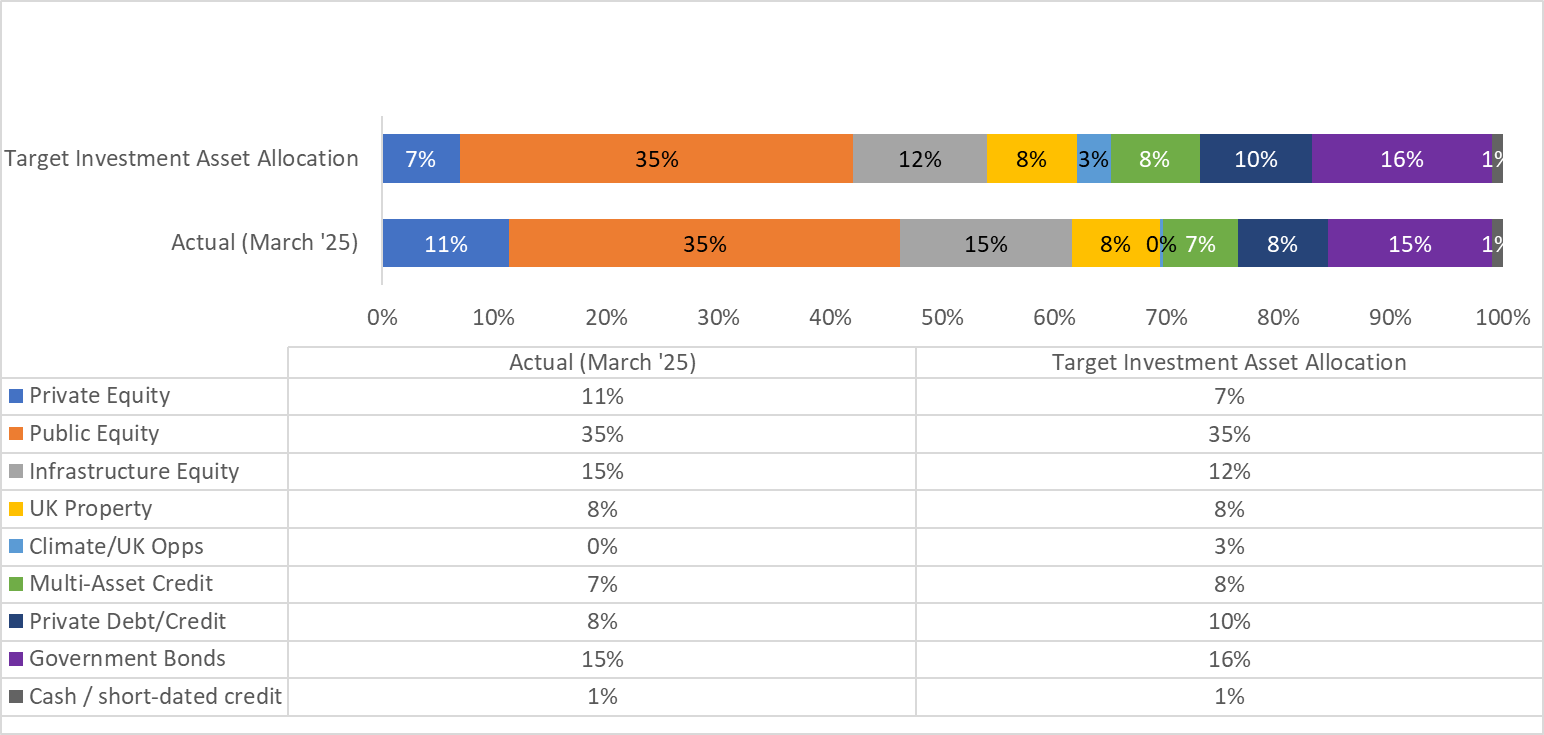 Target Investment Asset Allocation 7% 35% 12% 8% 3% 8% 10% 16% 1%
Actual (March '25) 11% 35% 15% 8% 0% 7% 8% 15% 1%
0% 10% 20% 30% 40% 50% 60% 70% 80% 90% 100%
Actual (March '25) Target Investment Asset Allocation
Private Equity 11% 7%
Public Equity 35% 35%
Infrastructure Equity 15% 12%
UK Property 8% 8%
Climate/UK Opps 0% 3%
Multi-Asset Credit 7% 8%
Private Debt/Credit 8% 10%
Government Bonds 15% 16%
Cash / short-dated credit 1% 1%